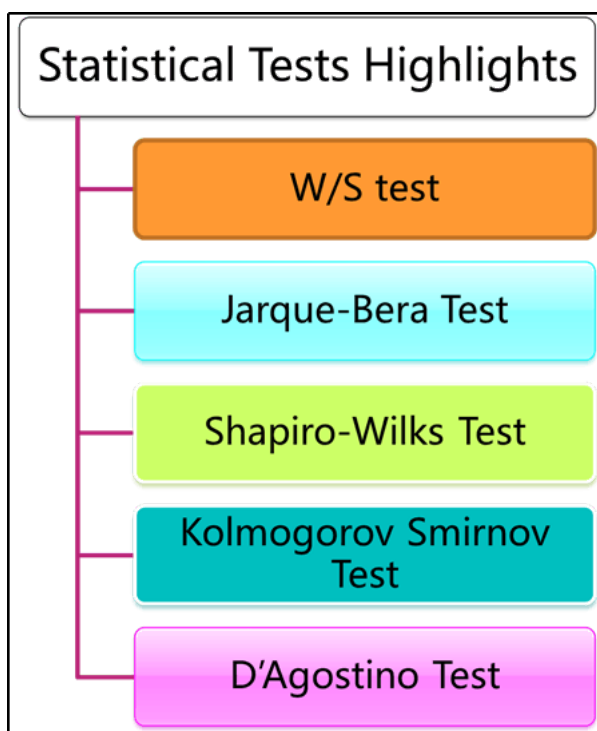 Statistical Tests Highlights
W/S test
Jarque-Bera Test
Shapiro-Wilks Test
Kolmogorov Smirnov
Test
D’Agostino Test